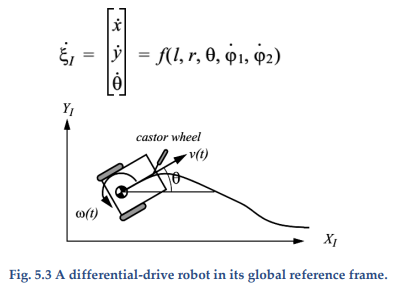 ξ̇_I = [ẋ ẏ θ̇] = f(l, r, θ, φ̇1, φ̇2)
Y_I
castor wheel
v(t)
θ
ω(t)
X_I
Fig. 5.3 A differential-drive robot in its global reference frame.